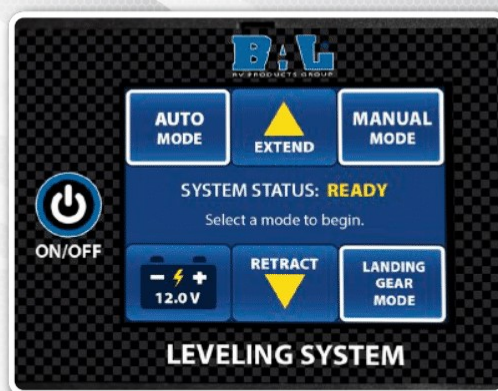 BAL
RV PRODUCTS GROUP
AUTO
MODE
EXTEND
MANUAL
MODE
SYSTEM STATUS: READY
Select a mode to begin.
ON/OFF
- +
12.0 V
RETRACT
LANDING
GEAR
MODE
LEVELING SYSTEM